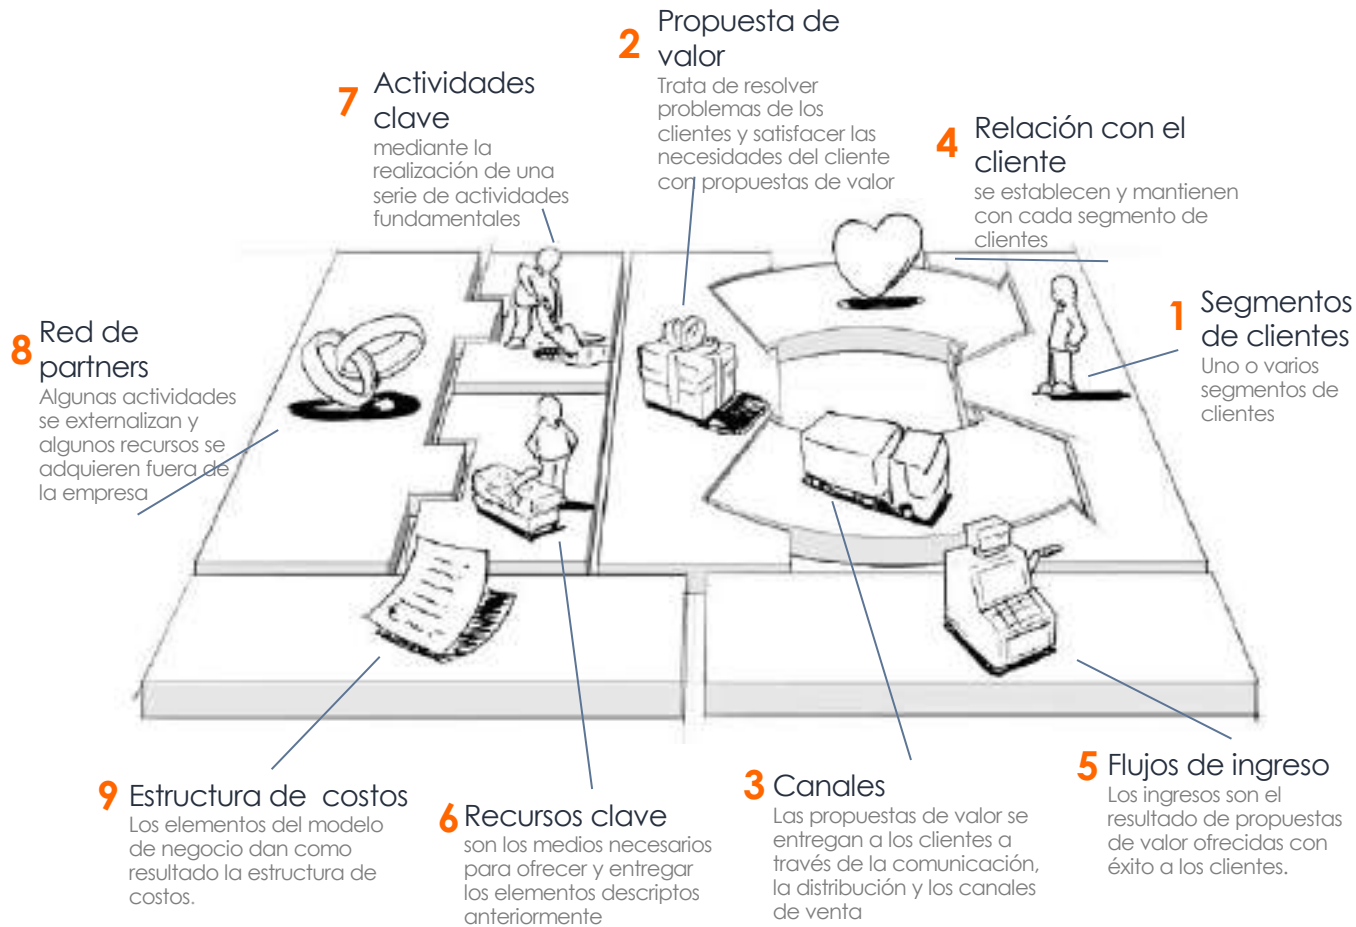 2 Propuesta de
valor
Trata de resolver
problemas de los
clientes y satisfacer las
necesidades del cliente
con propuestas de valor
7 Actividades
clave
mediante la
realización de una
serie de actividades
fundamentales
4 Relación con el
cliente
se establecen y mantienen
con cada segmento de
clientes
1 Segmentos
de clientes
Uno o varios
segmentos de
clientes
8 Red de
partners
Algunas actividades
se externalizan y
algunos recursos se
adquieren fuera de
la empresa
9 Estructura de costos
Los elementos del modelo
de negocio dan como
resultado la estructura de
costos.
6 Recursos clave
son los medios necesarios
para ofrecer y entregar
los elementos descriptos
anteriormente
3 Canales
Las propuestas de valor se
entregan a los clientes a
través de la comunicación,
la distribución y los canales
de venta
5 Flujos de ingreso
Los ingresos son el
resultado de propuestas
de valor ofrecidas con
éxito a los clientes.